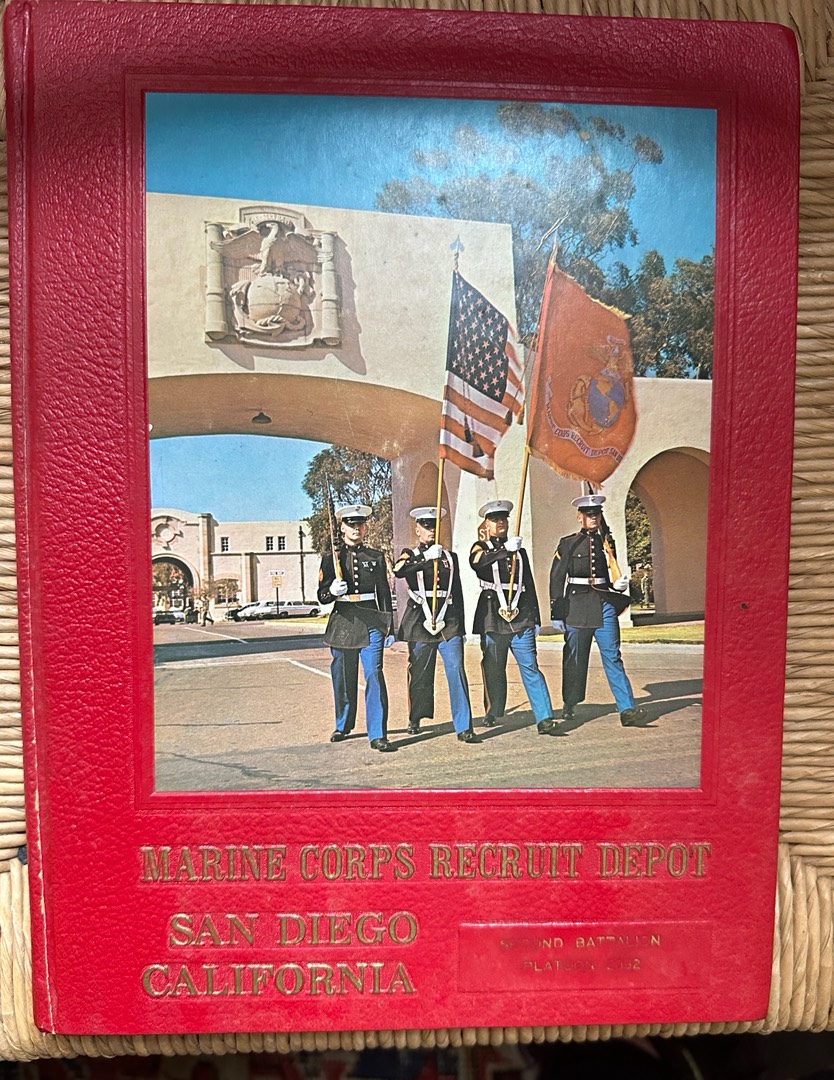 MARINE CORPS RECRUIT DEPOT
SAN DIEGO
CALIFORNIA
SECOND BATTALION
PLATOON